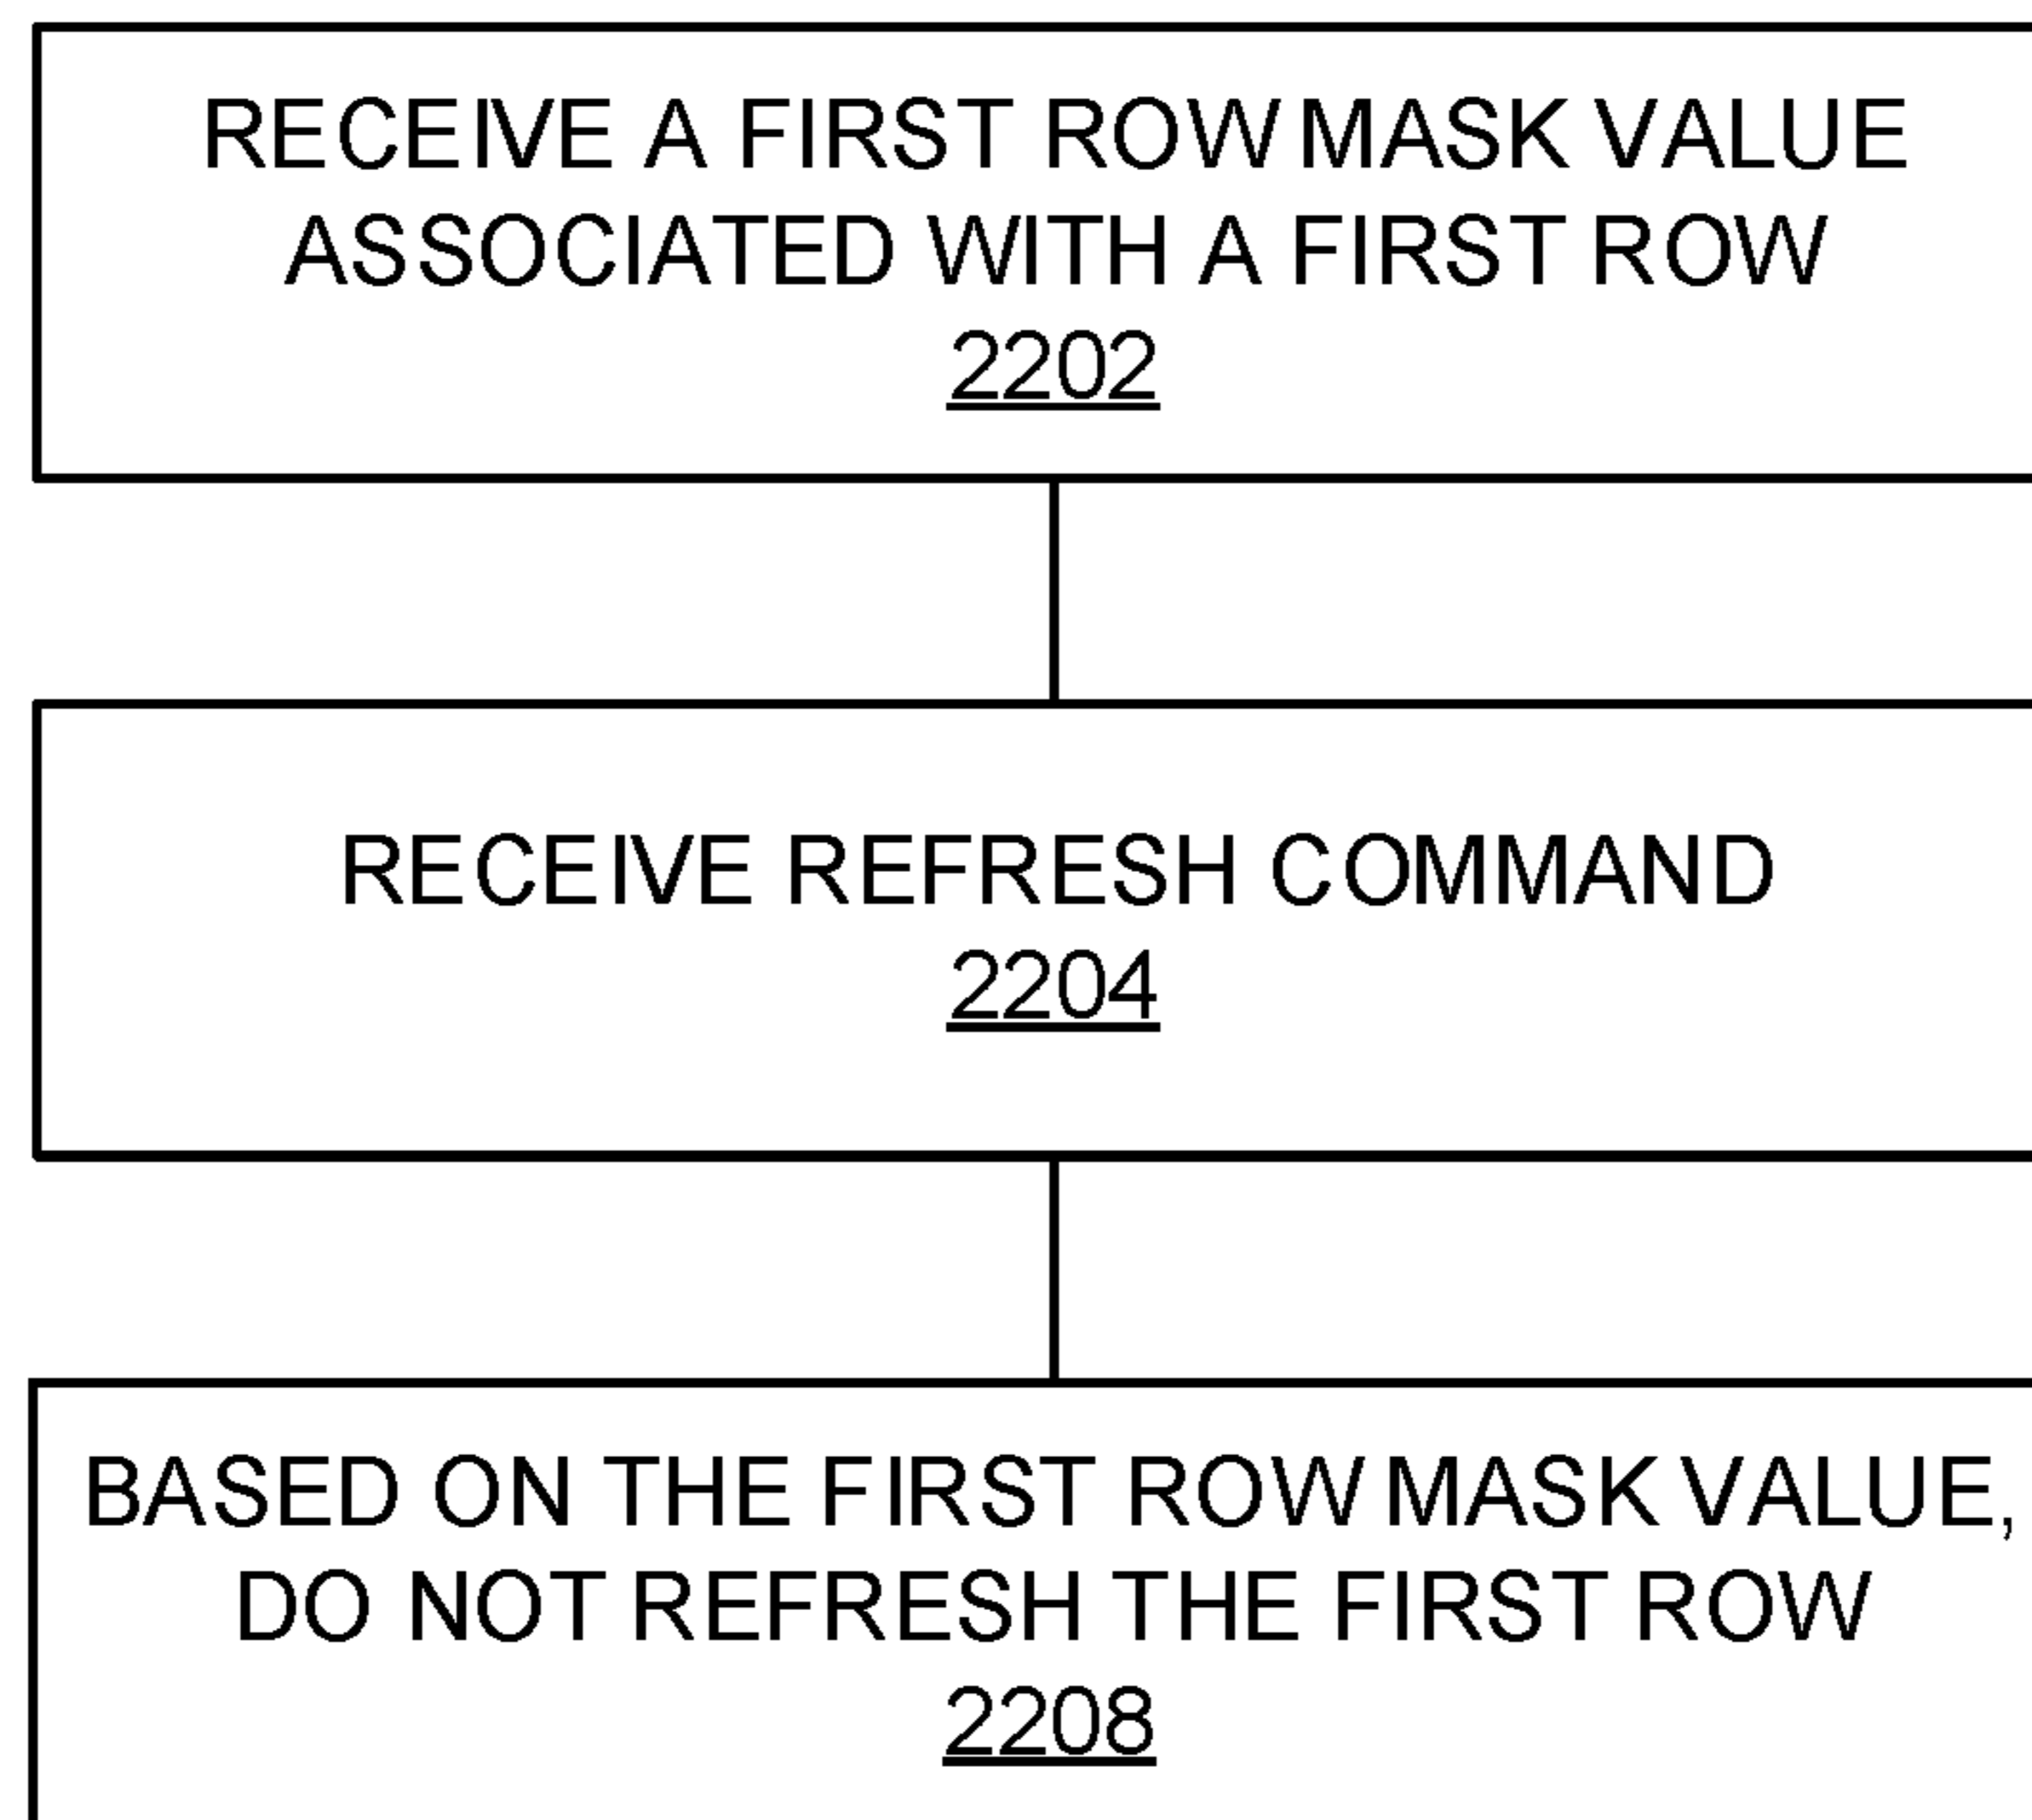 RECEIVE A FIRST ROW MASK VALUE
ASSOCIATED WITH A FIRST ROW
2202
RECEIVE REFRESH COMMAND
2204
BASED ON THE FIRST ROW MASK VALUE,
DO NOT REFRESH THE FIRST ROW
2208